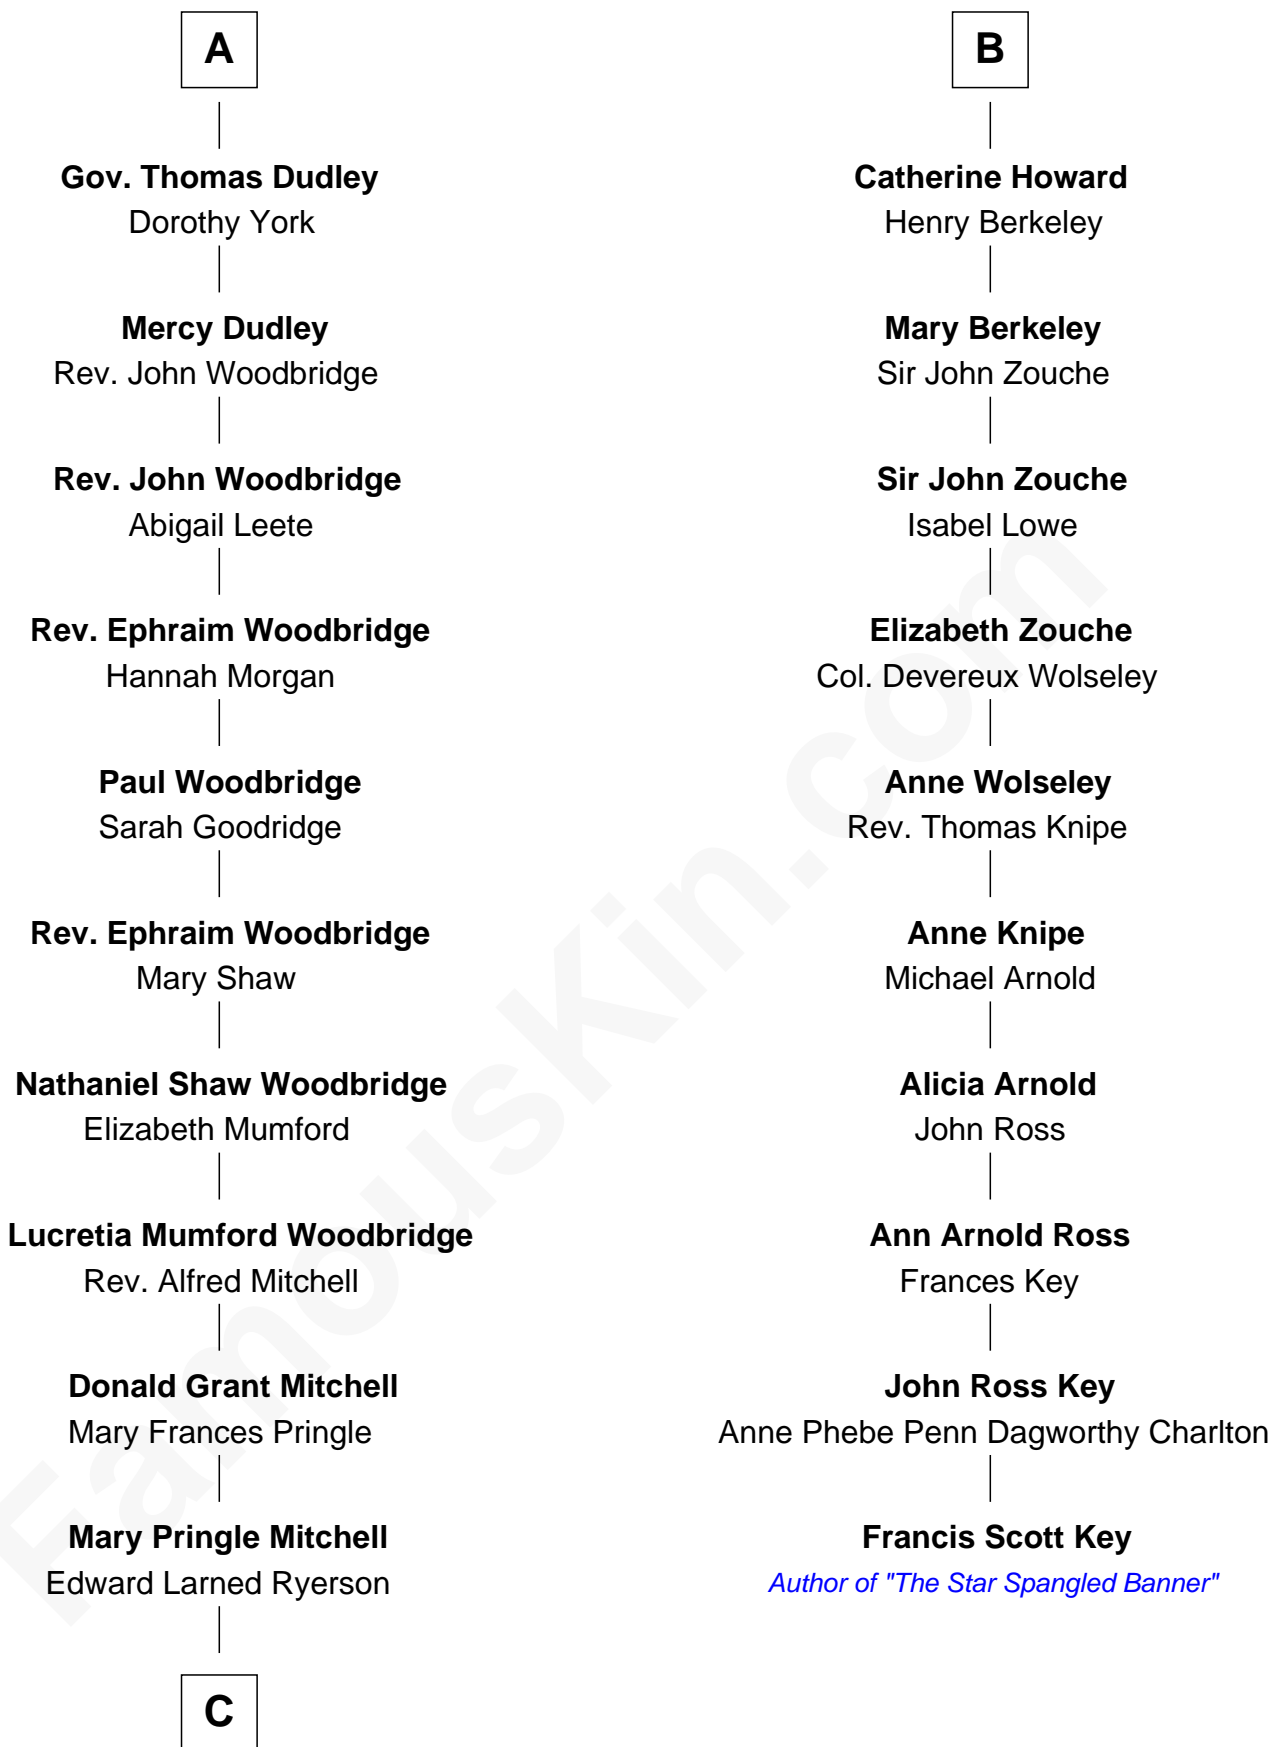 A
Gov. Thomas Dudley
Dorothy York
Mercy Dudley
Rev. John Woodbridge
Rev. John Woodbridge
Abigail Leete
Rev. Ephraim Woodbridge
Hannah Morgan
Paul Woodbridge
Sarah Goodridge
Rev. Ephraim Woodbridge
Mary Shaw
Nathaniel Shaw Woodbridge
Elizabeth Mumford
Lucretia Mumford Woodbridge
Rev. Alfred Mitchell
Donald Grant Mitchell
Mary Frances Pringle
Mary Pringle Mitchell
Edward Larned Ryerson
C
B
Catherine Howard
Henry Berkeley
Mary Berkeley
Sir John Zouche
Sir John Zouche
Isabel Lowe
Elizabeth Zouche
Col. Devereux Wolseley
Anne Wolseley
Rev. Thomas Knipe
Anne Knipe
Michael Arnold
Alicia Arnold
John Ross
Ann Arnold Ross
Frances Key
John Ross Key
Anne Phebe Penn Dagworthy Charlton
Francis Scott Key
Author of "The Star Spangled Banner"
FamousKin.com